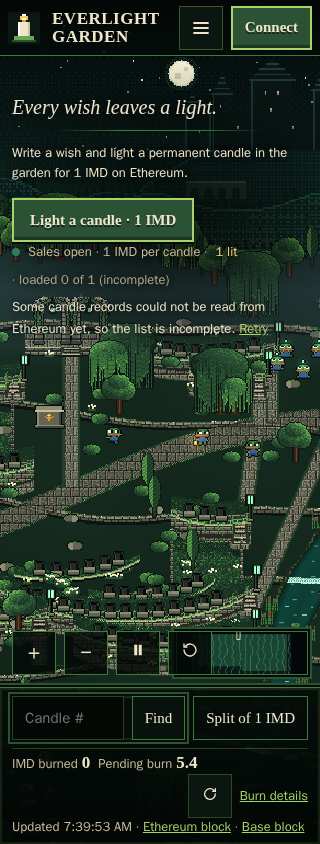 EVERLIGHT
GARDEN
Connect
Every wish leaves a light.
Write a wish and light a permanent candle in the
garden for 1 IMD on Ethereum.
Light a candle · 1 IMD
Sales open · 1 IMD per candle · 1 lit
· loaded 0 of 1 (incomplete)
Some candle records could not be read from
Ethereum yet, so the list is incomplete. Retry
Candle #
Find
Split of 1 IMD
IMD burned 0 Pending burn 5.4
Burn details
Updated 7:39:53 AM · Ethereum block · Base block